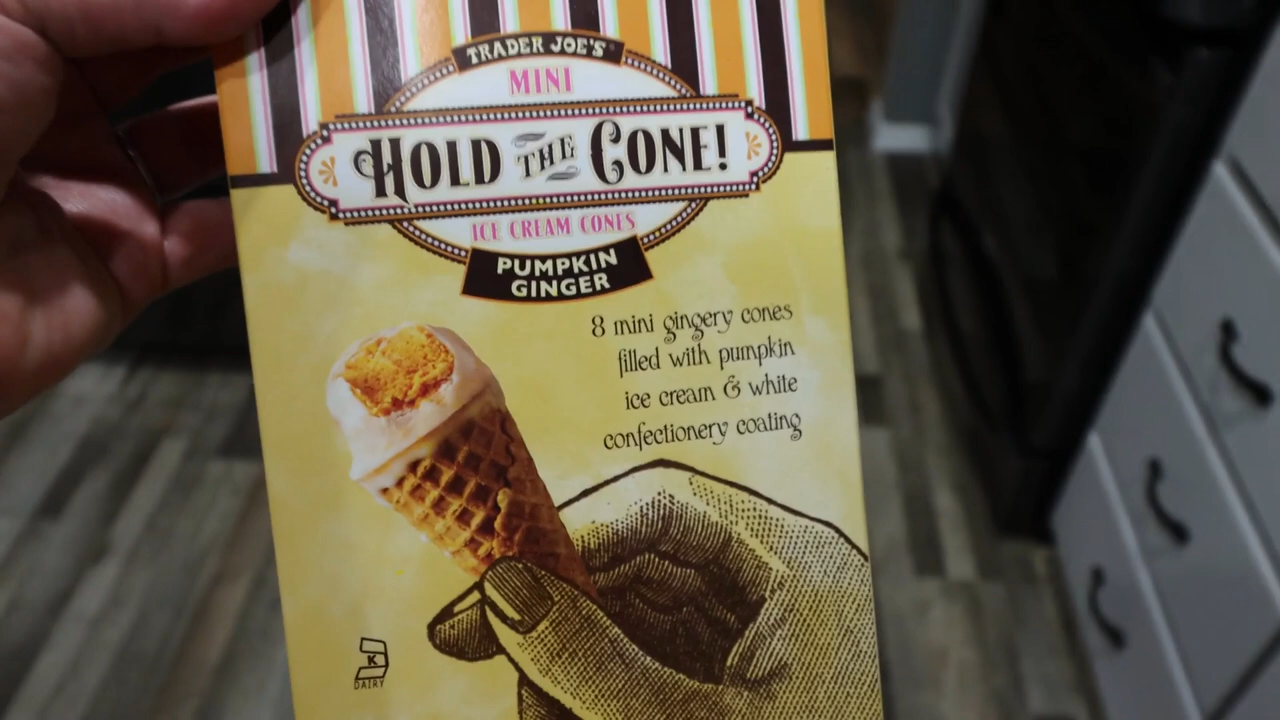 TRADER JOE'S
MINI
HOLD THE CONE!
ICE CREAM CONES
PUMPKIN
GINGER
8 mini gingery cones
filled with pumpkin
ice cream & white
confectionery coating
K
DAIRY